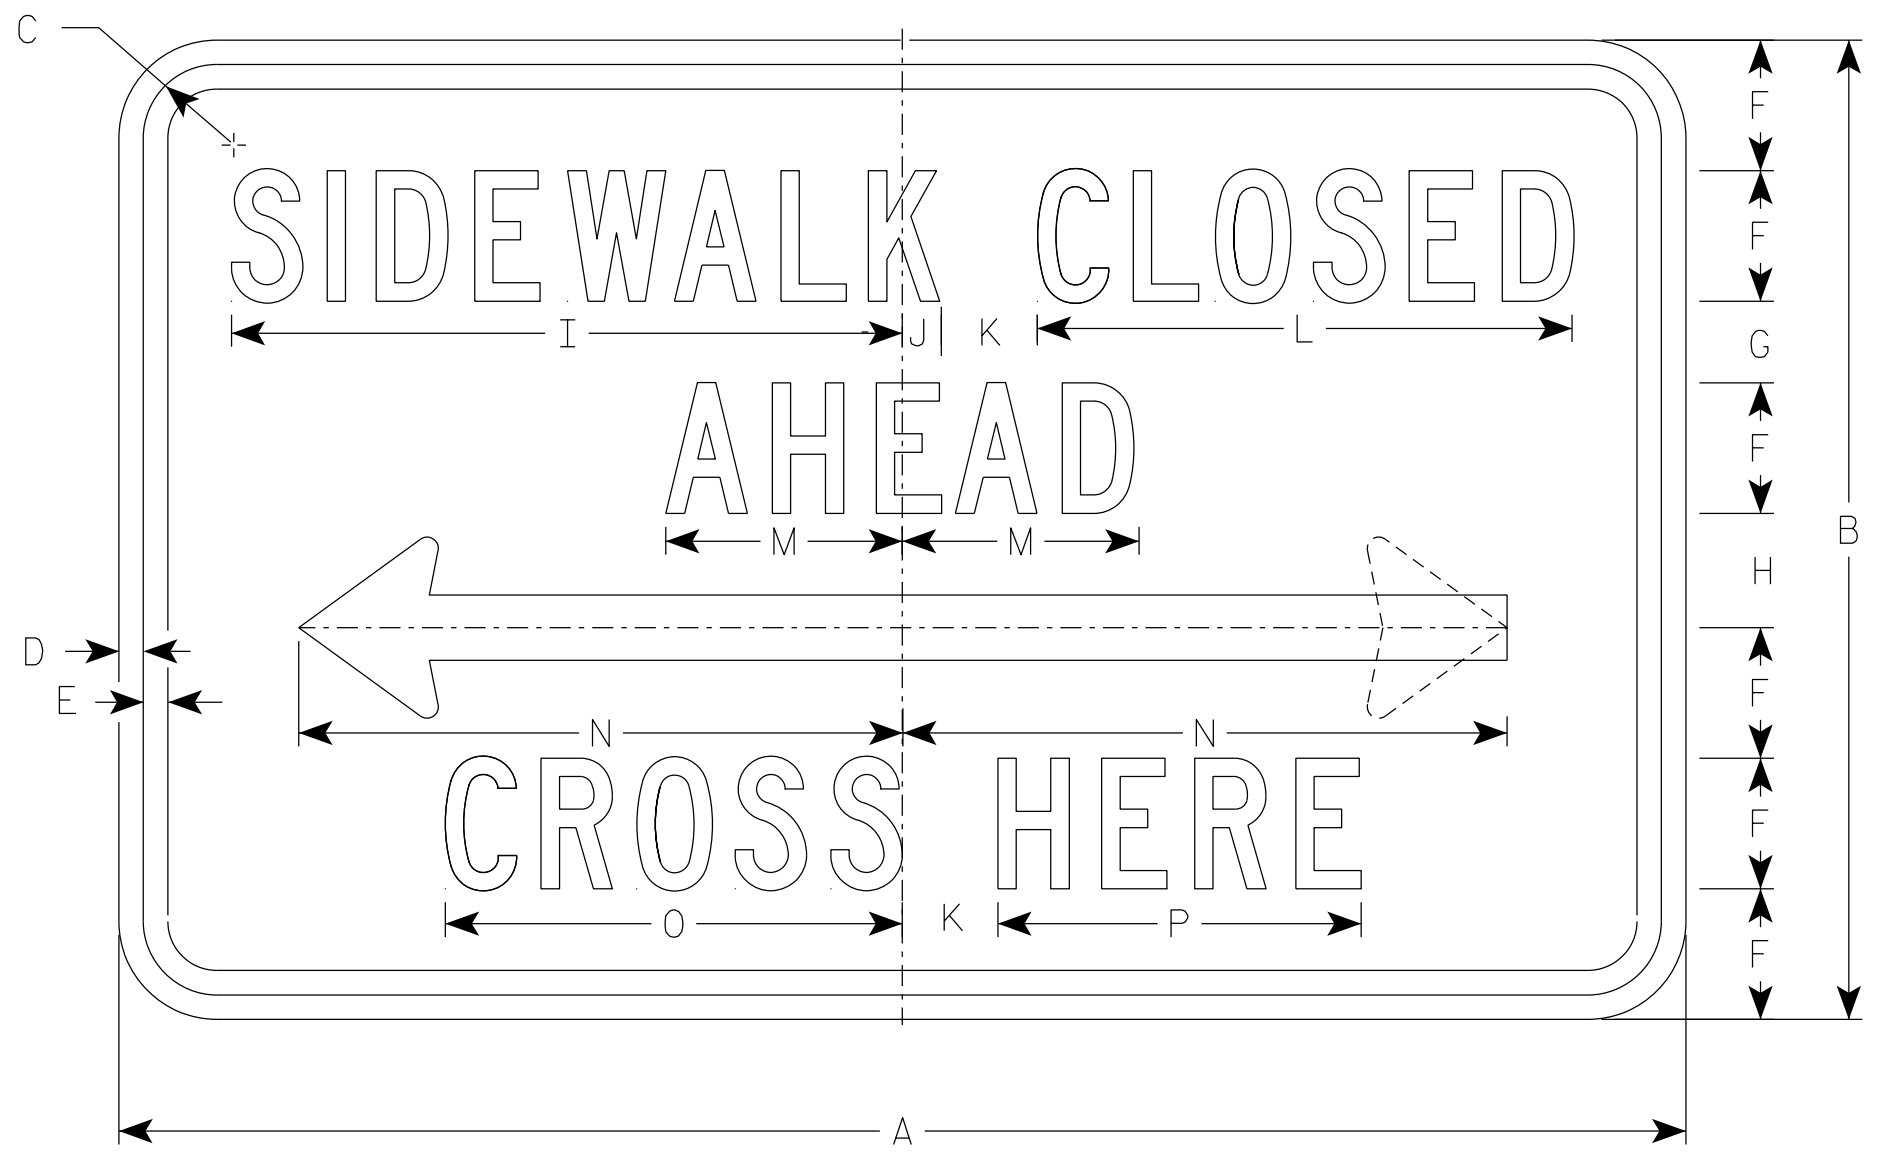 C
F
SIDEWALK CLOSED
F
I J K L
G
AHEAD
F
M M
B
H
D
E
F
N N
CROSS HERE
F
O K P
F
A